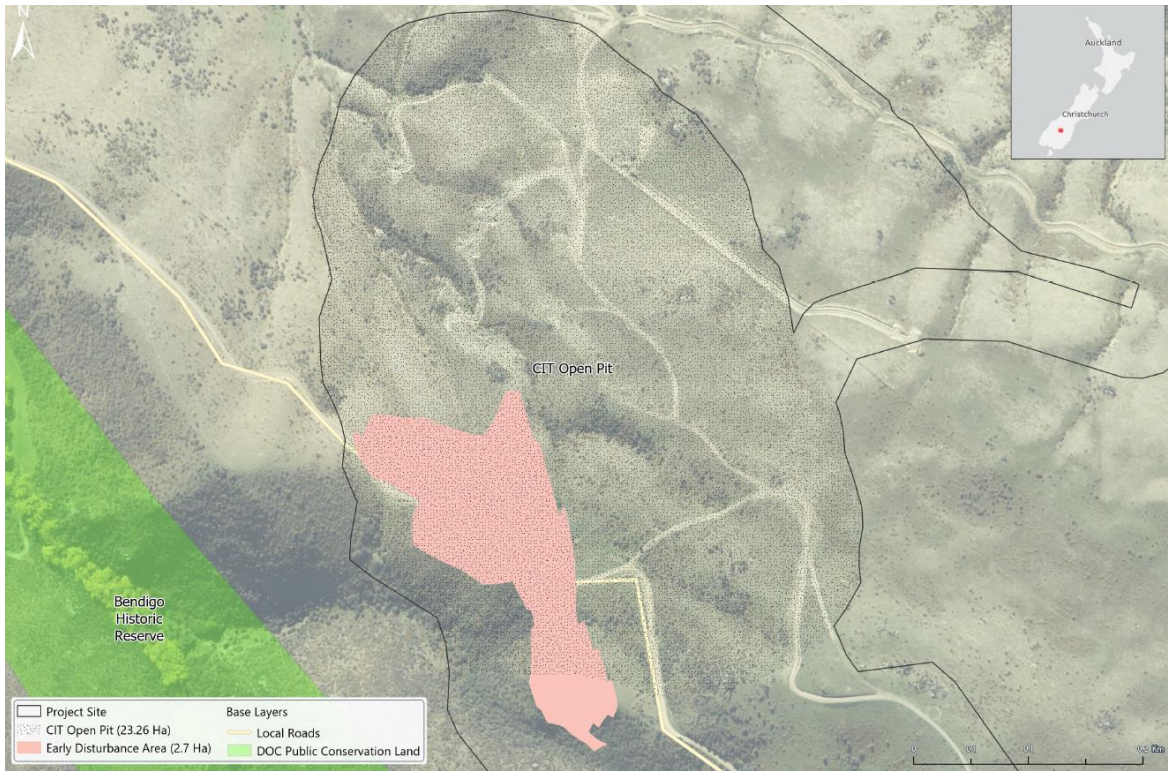 N
Auckland
Christchurch
CIT Open Pit
Bendigo
Historic
Reserve
Project Site
CIT Open Pit (23.26 Ha)
Early Disturbance Area (2.7 Ha)
Base Layers
Local Roads
DOC Public Conservation Land
0
0.2 Km